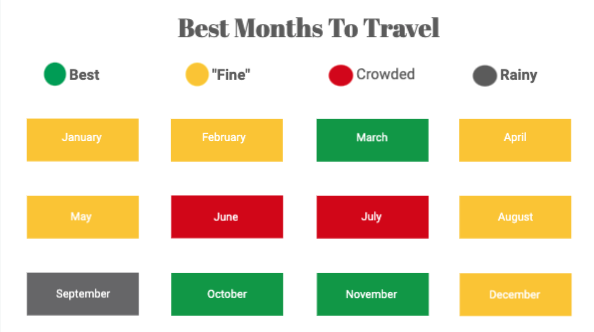 Best Months To Travel
Best "Fine" Crowded Rainy
January February March April
May June July August
September October November December